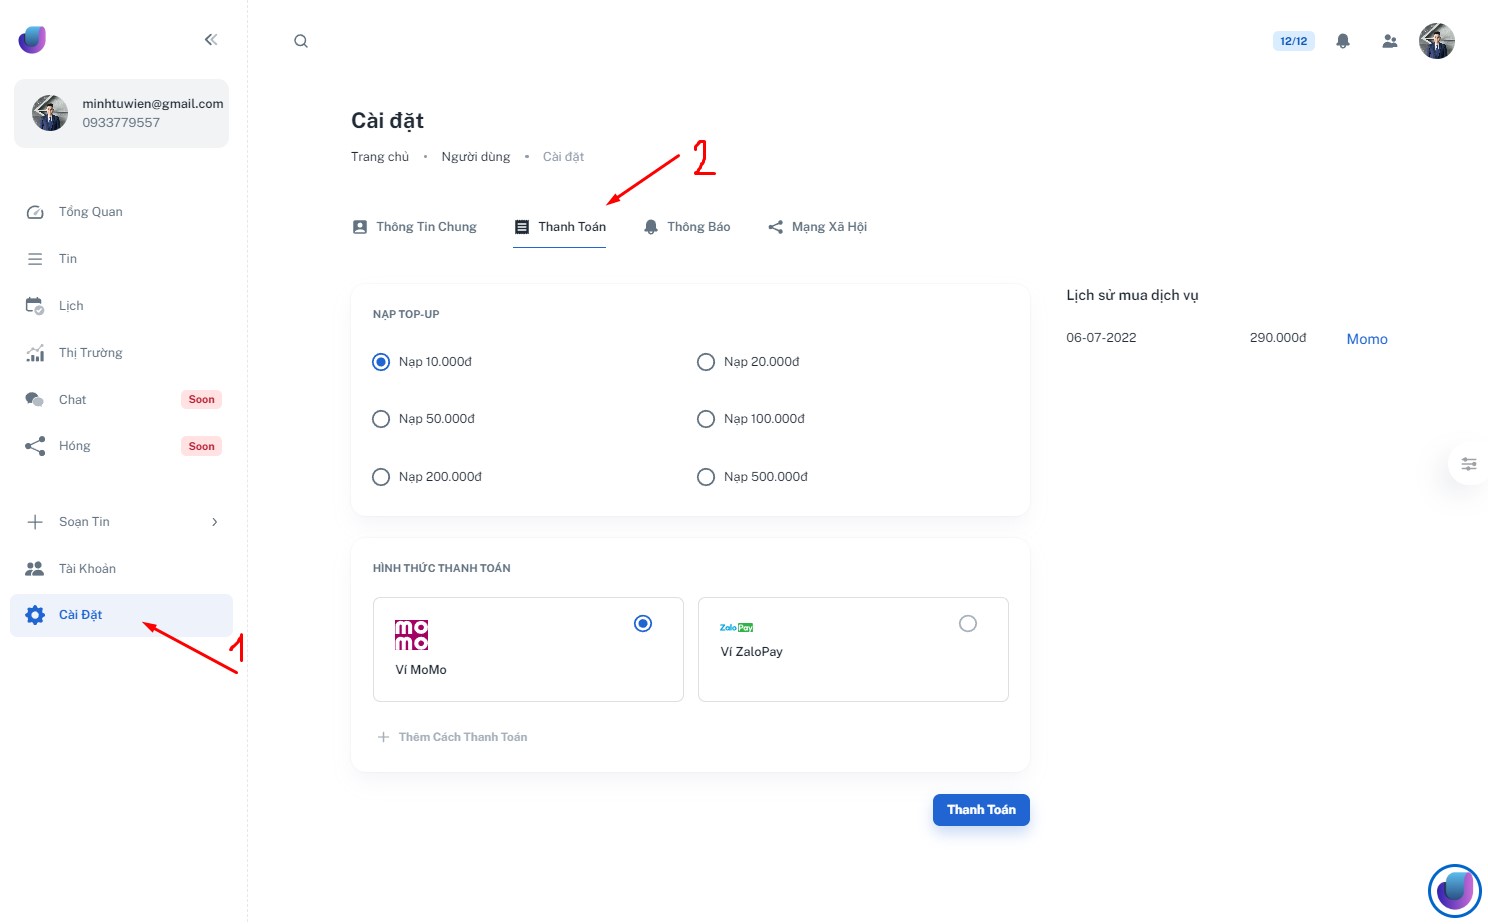 12/12
minhtuwien@gmail.com
0933779557
Cài đặt
Trang chủ • Người dùng • Cài đặt
2
Tổng Quan
Tin
Lịch
Thị Trường
Chat Soon
Hóng Soon
Soạn Tin
Tài Khoản
Cài Đặt
1
Thông Tin Chung Thanh Toán Thông Báo Mạng Xã Hội
NẠP TOP-UP
Nạp 10.000đ Nạp 20.000đ
Nạp 50.000đ Nạp 100.000đ
Nạp 200.000đ Nạp 500.000đ
Lịch sử mua dịch vụ
06-07-2022 290.000đ Momo
HÌNH THỨC THANH TOÁN
mo
mo
Ví MoMo
Zalo Pay
Ví ZaloPay
Thêm Cách Thanh Toán
Thanh Toán